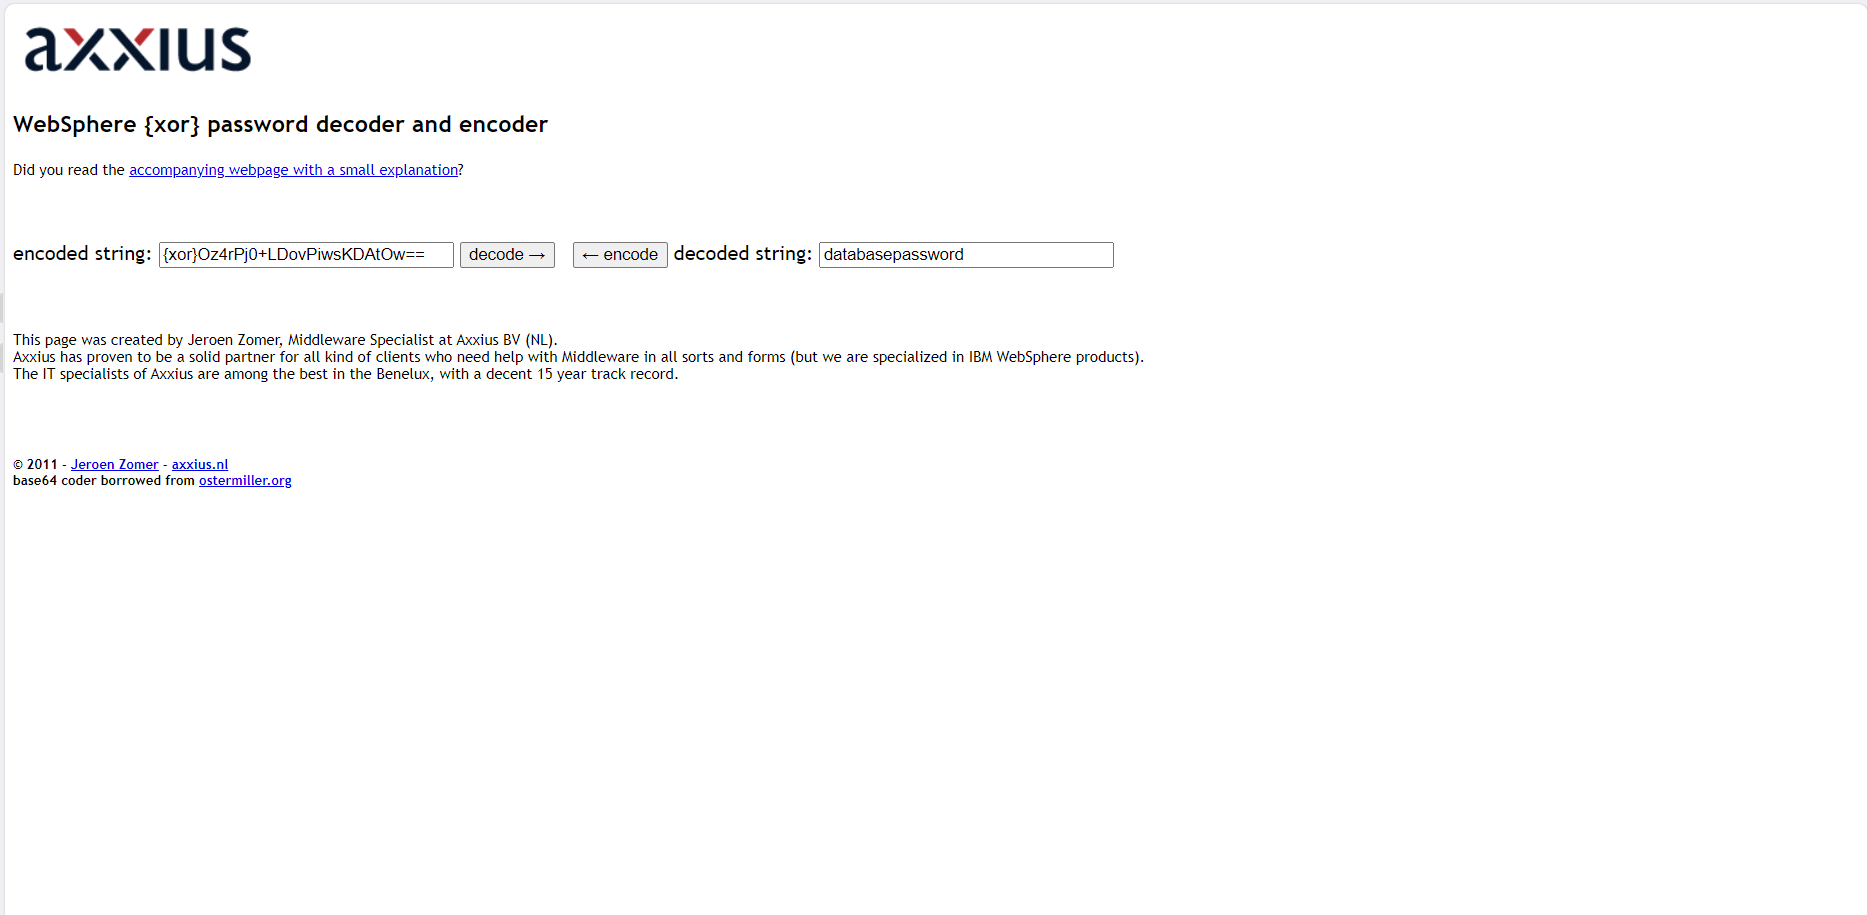 axxius
WebSphere {xor} password decoder and encoder
Did you read the accompanying webpage with a small explanation?
encoded string: {xor}Oz4rPj0+LDovPiwsKDAtOw== decode → ← encode decoded string: databasepassword
This page was created by Jeroen Zomer, Middleware Specialist at Axxius BV (NL).
Axxius has proven to be a solid partner for all kind of clients who need help with Middleware in all sorts and forms (but we are specialized in IBM WebSphere products).
The IT specialists of Axxius are among the best in the Benelux, with a decent 15 year track record.
© 2011 - Jeroen Zomer - axxius.nl
base64 coder borrowed from ostermiller.org